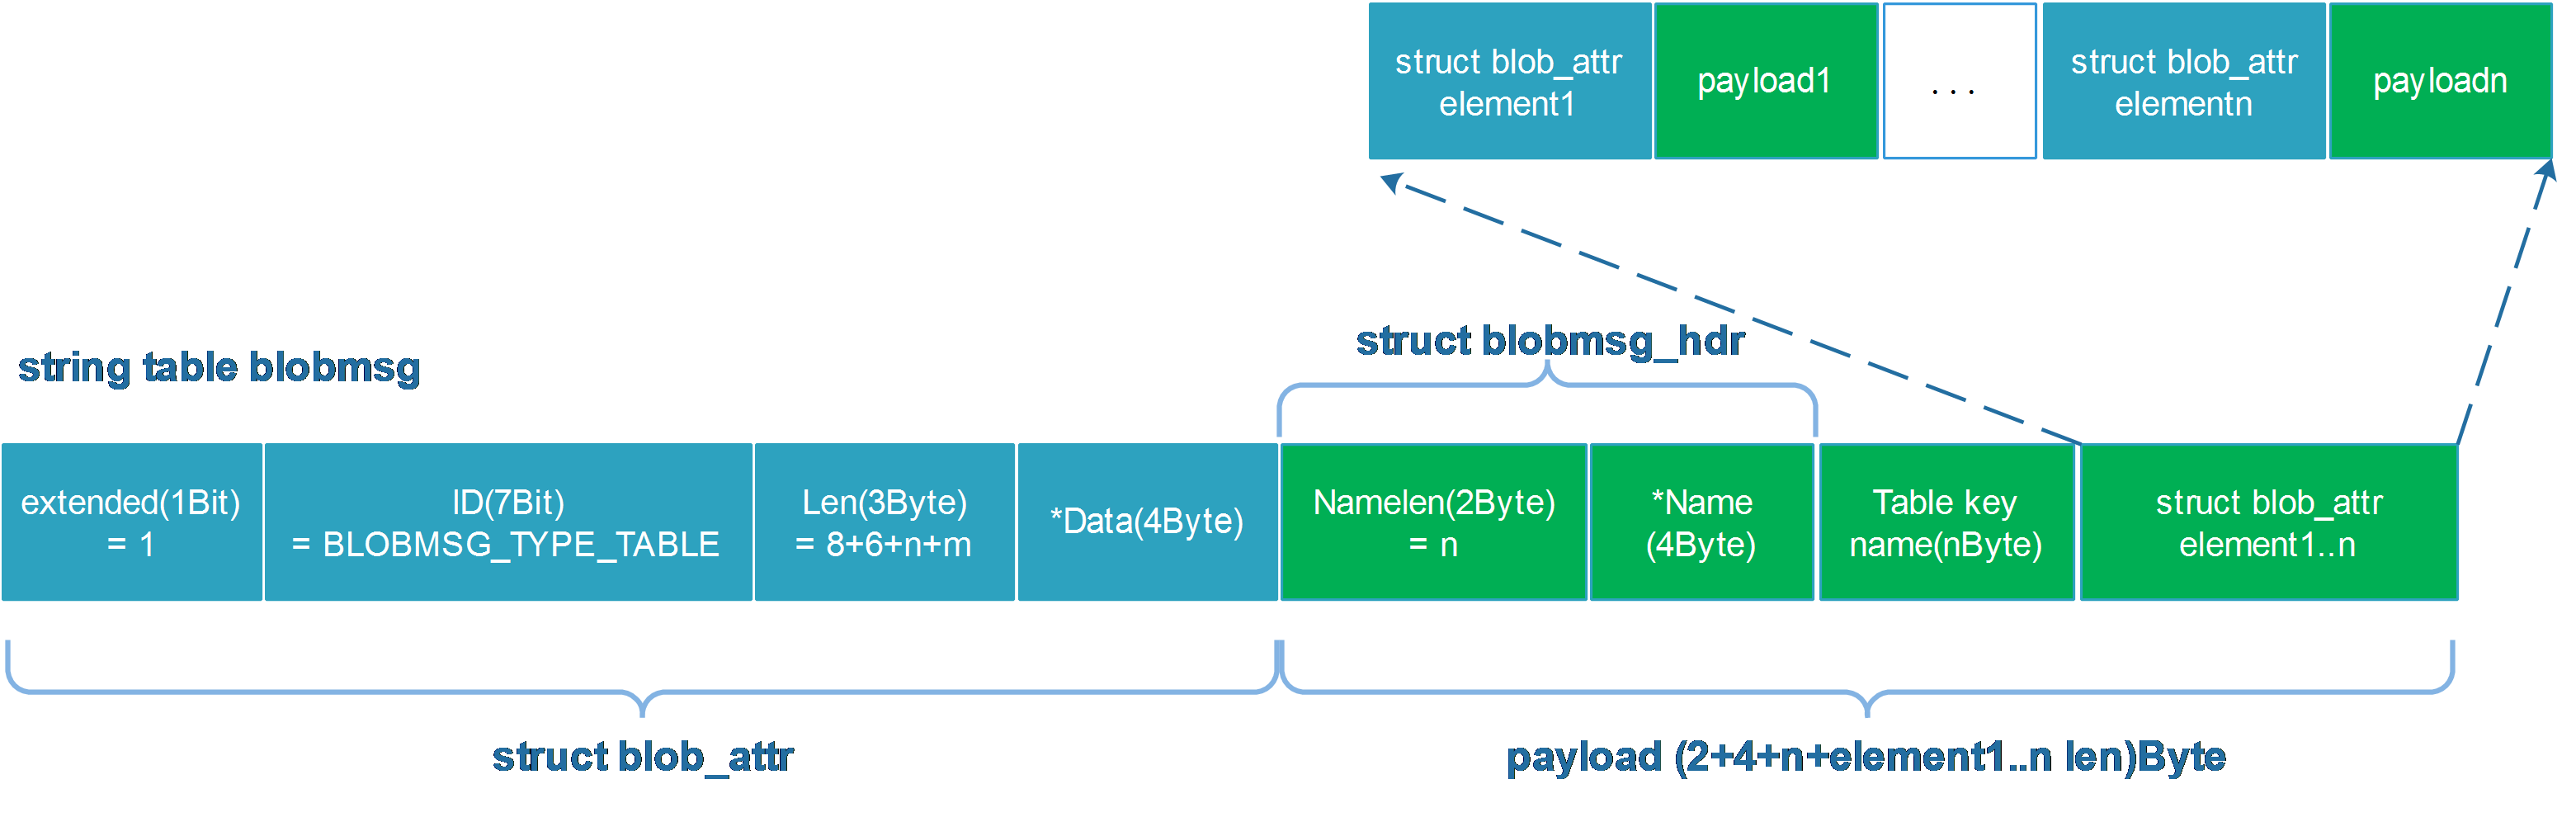 struct blob_attr
element1
payload1
...
struct blob_attr
elementn
payloadn
struct blobmsg_hdr
string table blobmsg
extended(1Bit)
= 1
ID(7Bit)
= BLOBMSG_TYPE_TABLE
Len(3Byte)
= 8+6+n+m
*Data(4Byte)
Namelen(2Byte)
= n
*Name
(4Byte)
Table key
name(nByte)
struct blob_attr
element1..n
struct blob_attr
payload (2+4+n+element1..n len)Byte